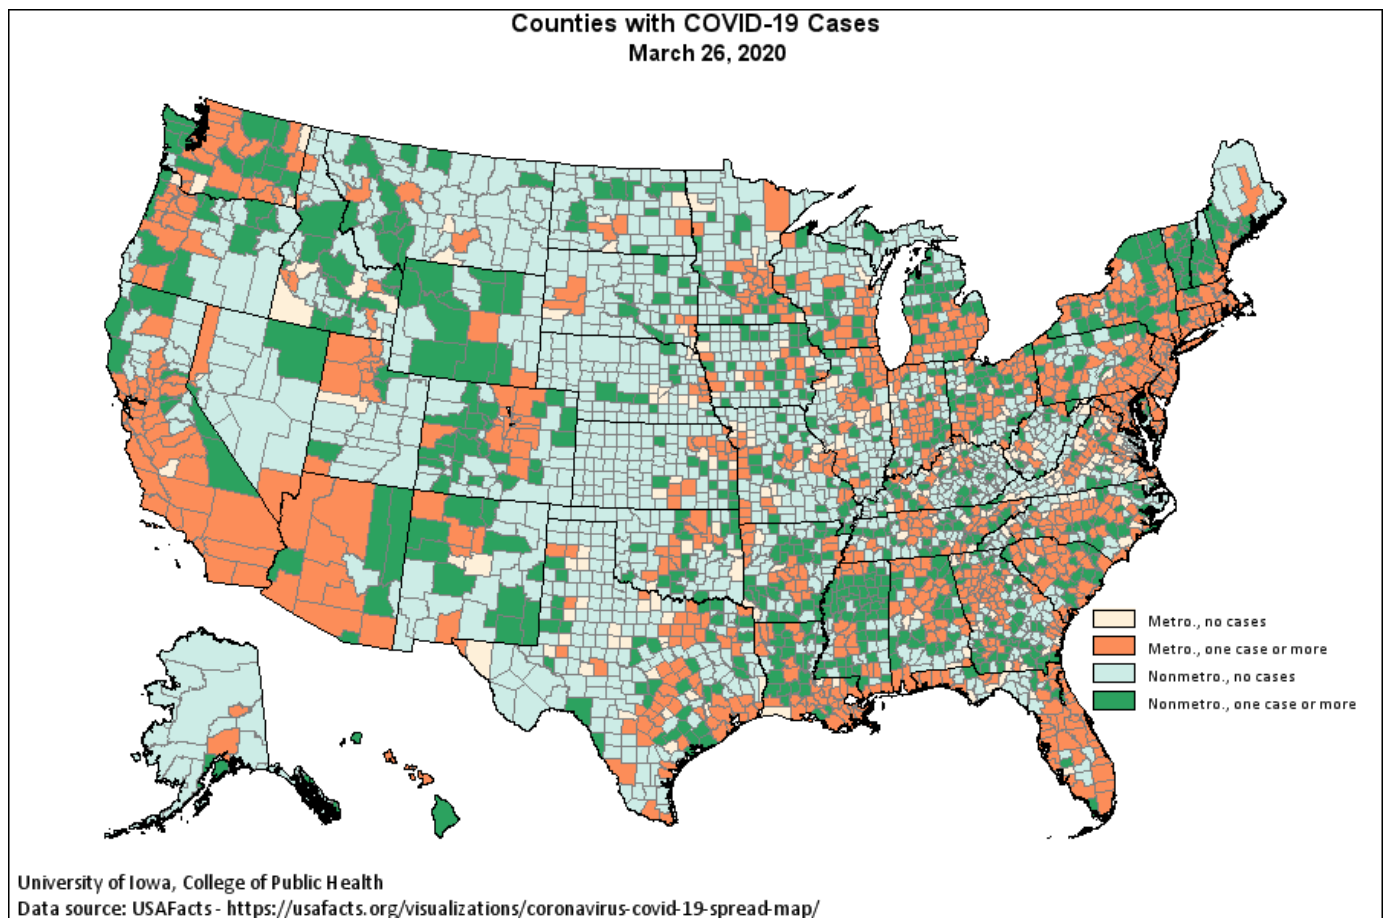 Counties with COVID-19 Cases
March 26, 2020
Metro., no cases
Metro., one case or more
Nonmetro., no cases
Nonmetro., one case or more
University of Iowa, College of Public Health
Data source: USAFacts - https://usafacts.org/visualizations/coronavirus-covid-19-spread-map/